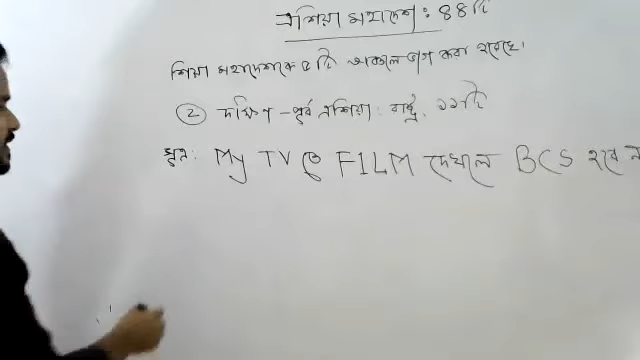 এশিয়া মহাদেশ: ৪৪টি
শিয়া মহাদেশকে ৫টি অঞ্চলে ভাগ করা হয়েছে।
② দক্ষিণ-পূর্ব এশিয়া: রাষ্ট্র: ১১টি
সূত্র: My TV তে FILM দেখলে BCS হবে ন